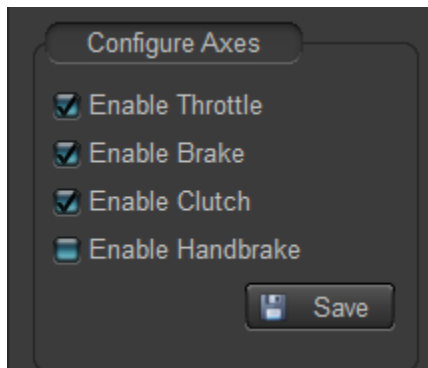 Configure Axes
Enable Throttle
Enable Brake
Enable Clutch
Enable Handbrake
Save